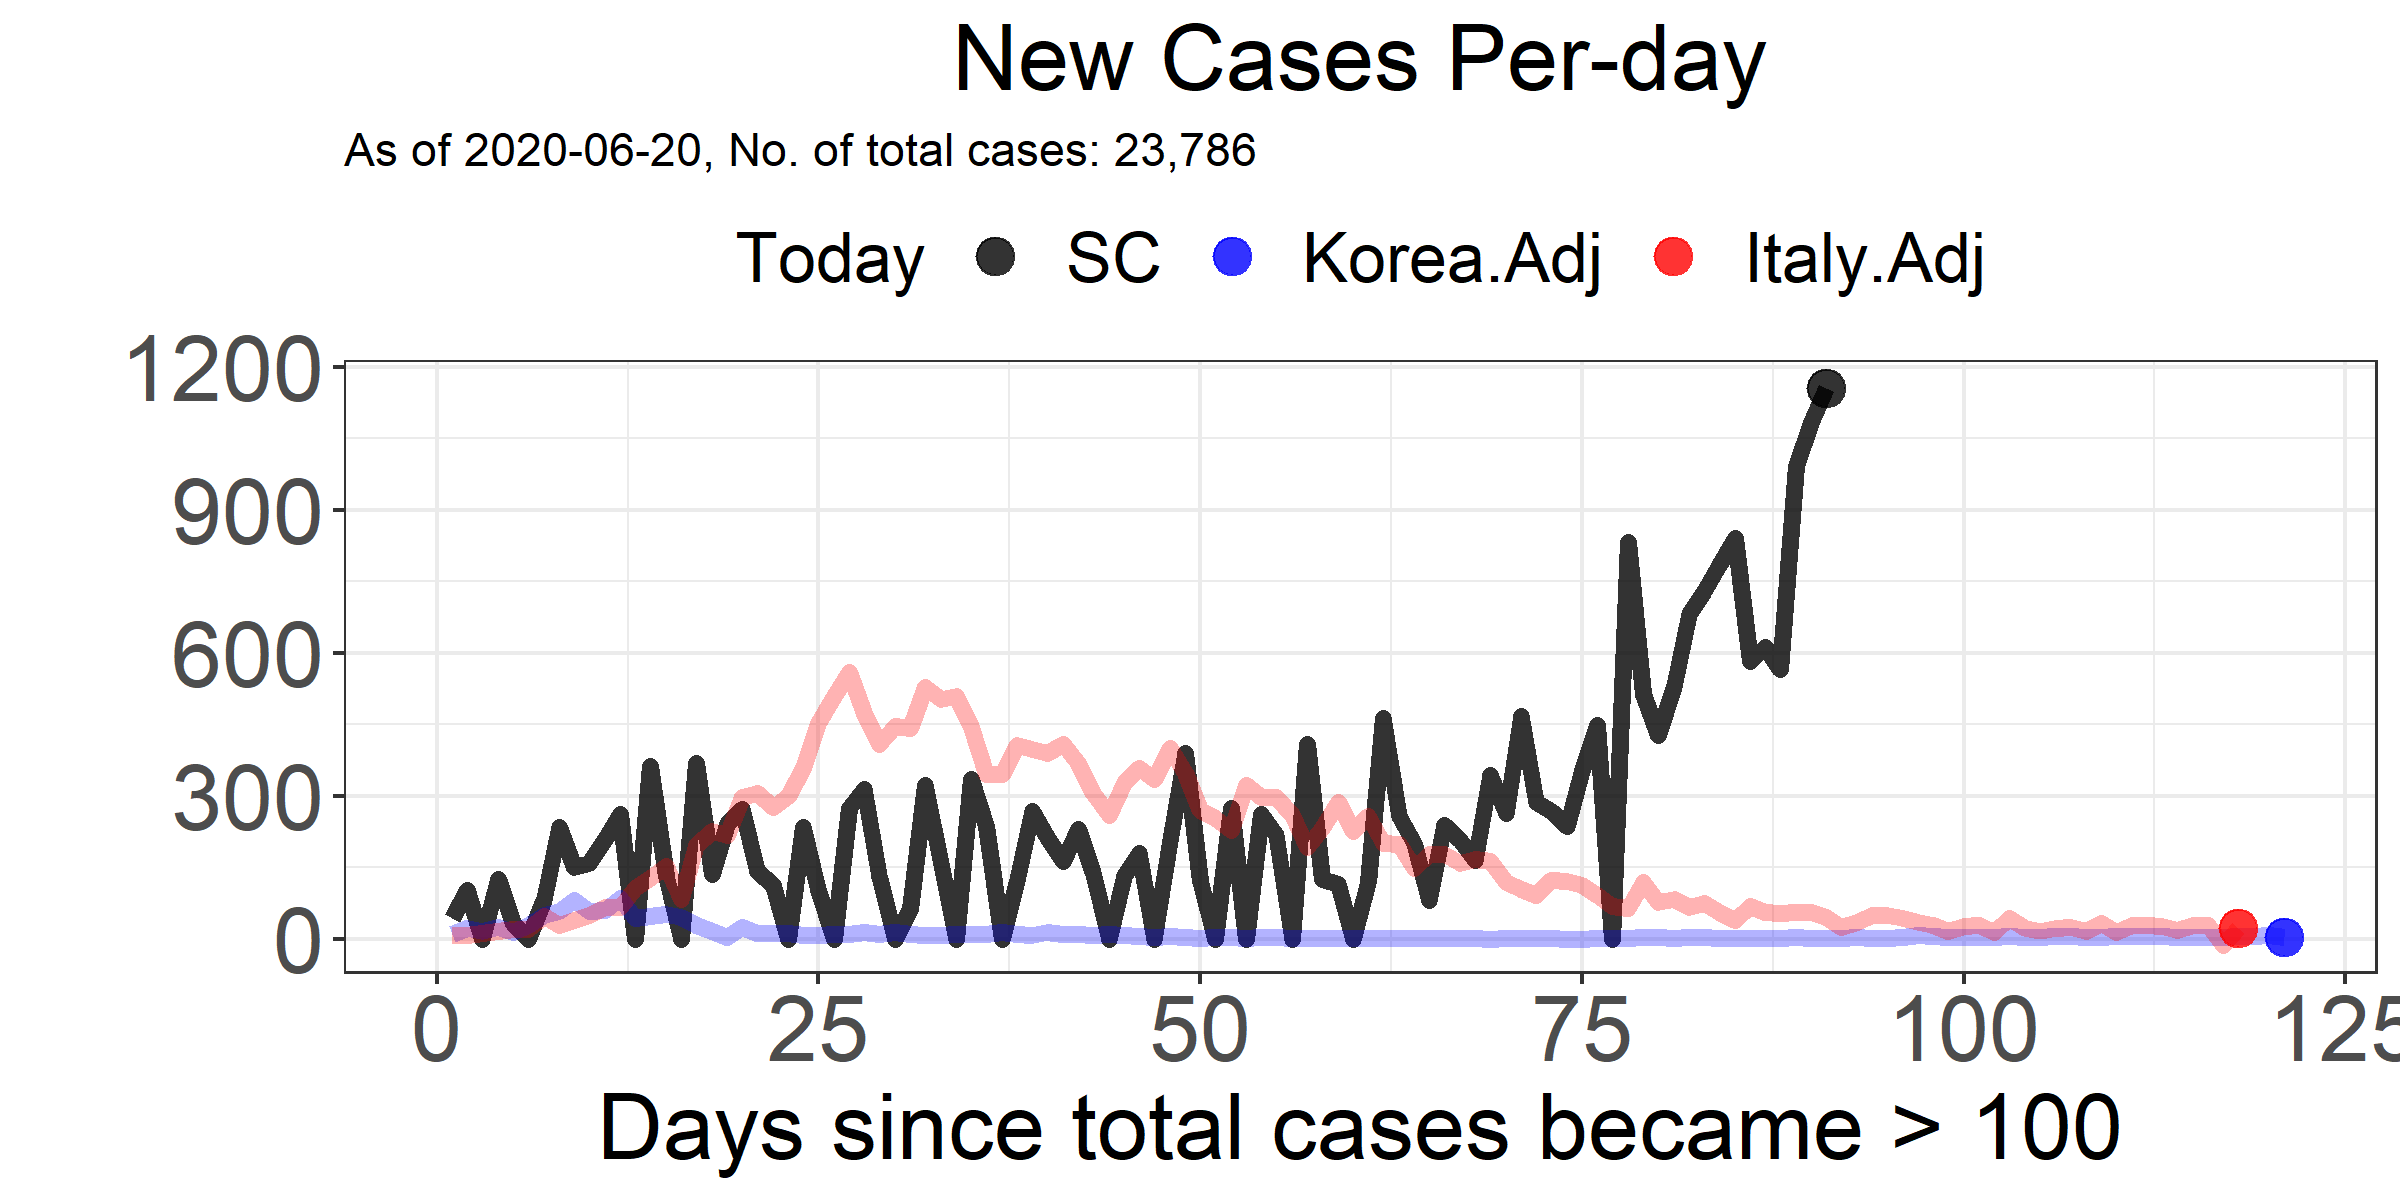 New Cases Per-day
As of 2020-06-20, No. of total cases: 23,786
Today SC Korea.Adj Italy.Adj
1200
900
600
300
0
0 25 50 75 100 125
Days since total cases became > 100